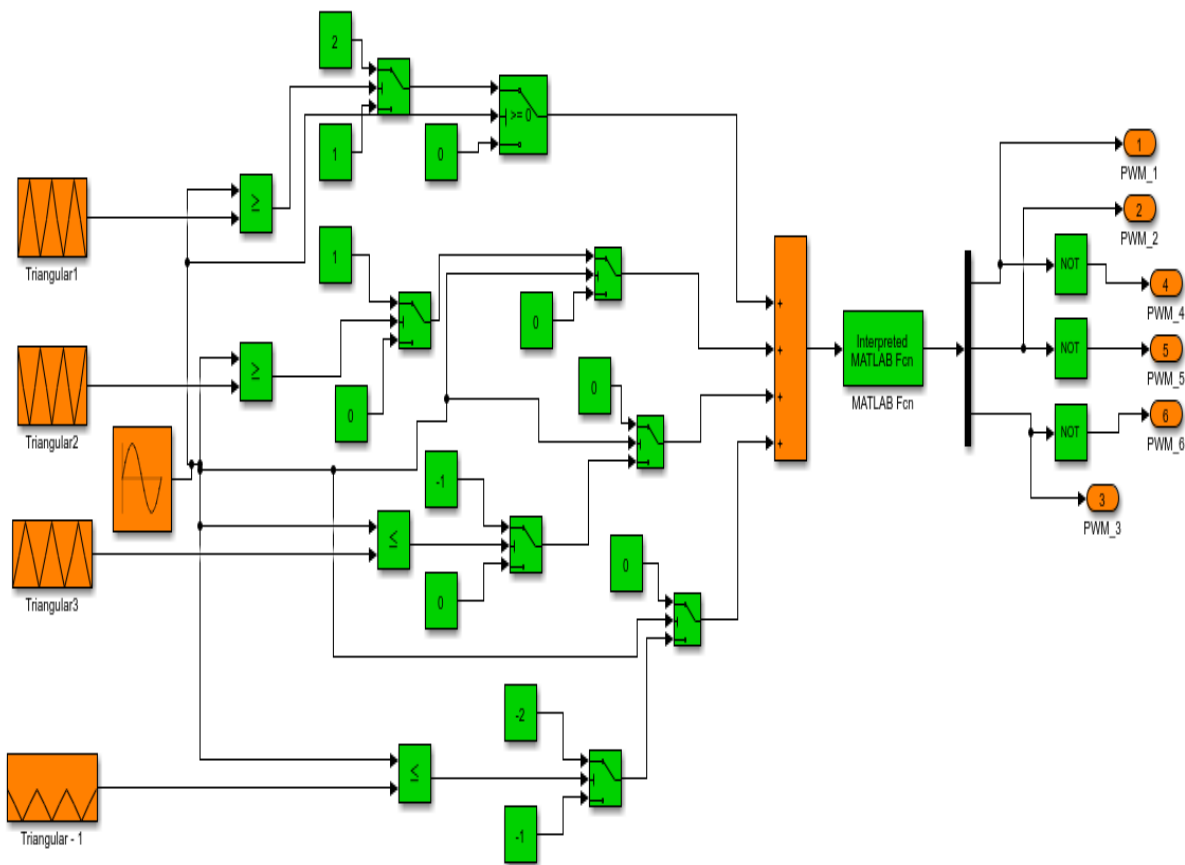 2
1
>= 0
0
≥
Triangular1
1
0
0
≥
Triangular2
0
-1
0
≤
Triangular3
0
-2
-1
≤
Triangular - 1
+
+
+
+
Interpreted
MATLAB Fcn
MATLAB Fcn
1
PWM_1
2
PWM_2
NOT
4
PWM_4
NOT
5
PWM_5
NOT
6
PWM_6
3
PWM_3